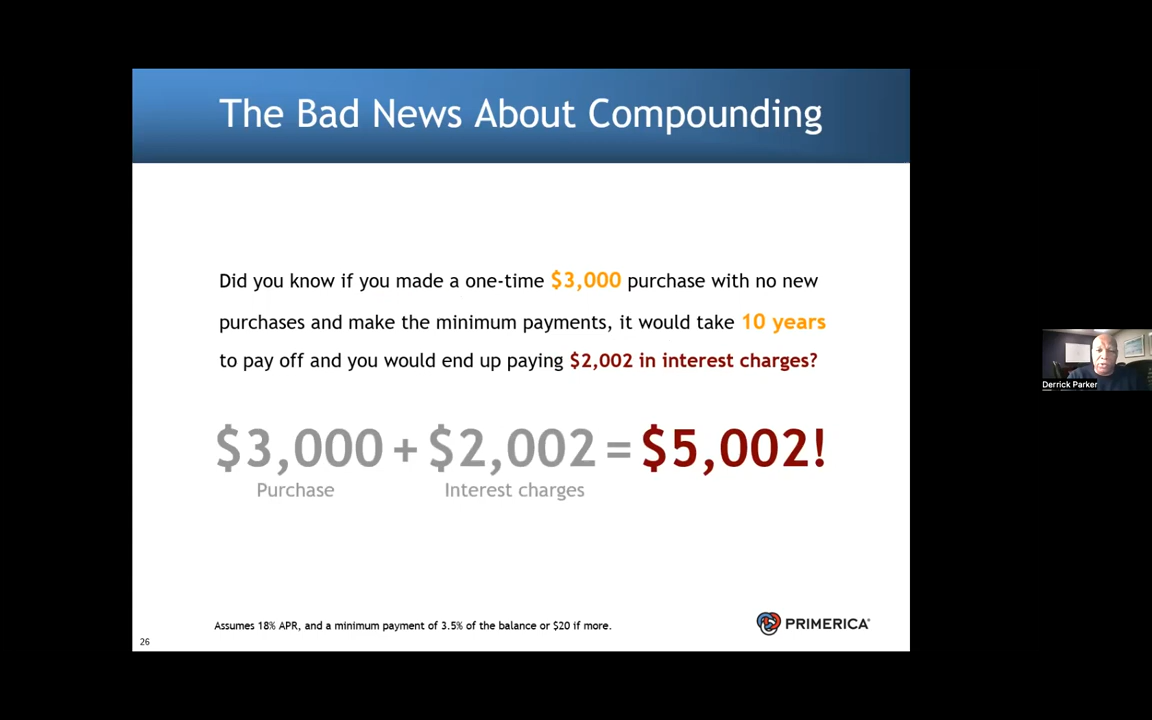 The Bad News About Compounding
Did you know if you made a one-time $3,000 purchase with no new
purchases and make the minimum payments, it would take 10 years
to pay off and you would end up paying $2,002 in interest charges?
$3,000 + $2,002 = $5,002!
Purchase Interest charges
Assumes 18% APR, and a minimum payment of 3.5% of the balance or $20 if more.
PRIMERICA®
26
Derrick Parker